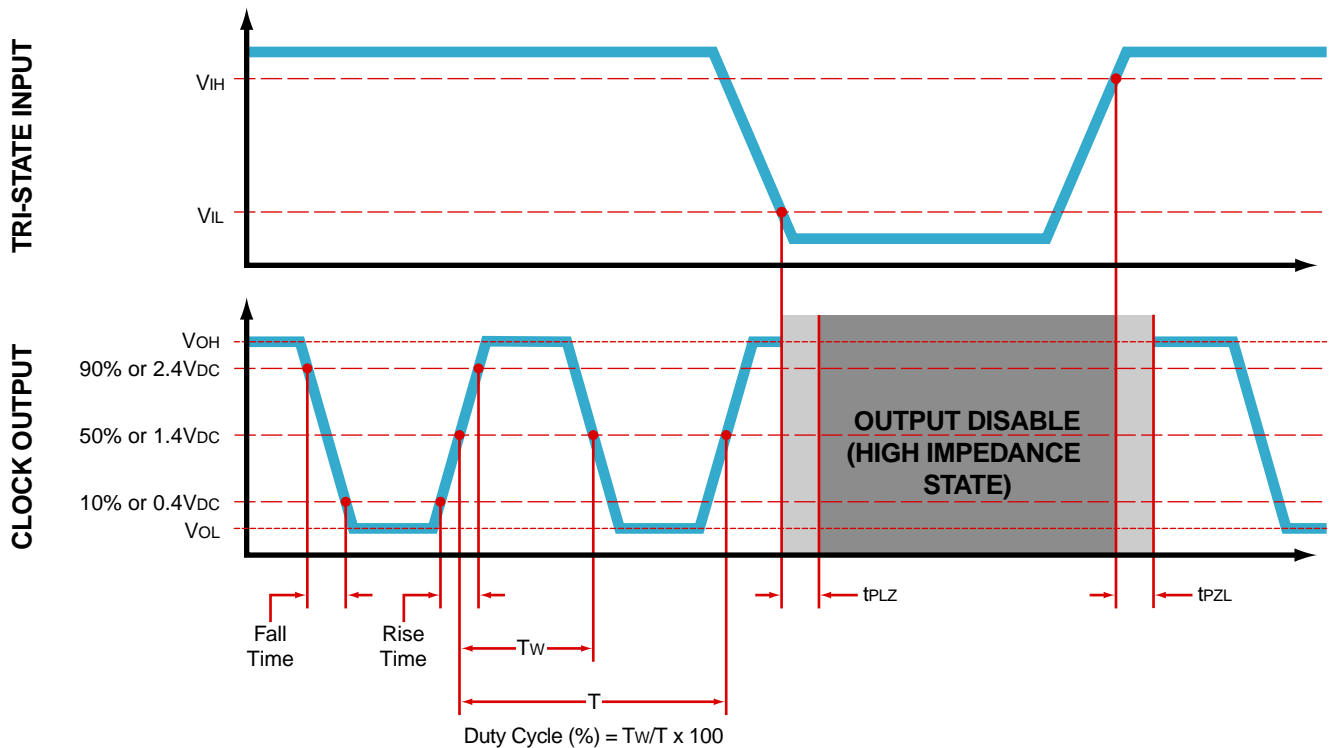 TRI-STATE INPUT
VIH
VIL
CLOCK OUTPUT
VOH
90% or 2.4VDC
50% or 1.4VDC
10% or 0.4VDC
VOL
OUTPUT DISABLE
(HIGH IMPEDANCE
STATE)
Fall
Time
Rise
Time
tPLZ
tPZL
TW
T
Duty Cycle (%) = TW/T x 100